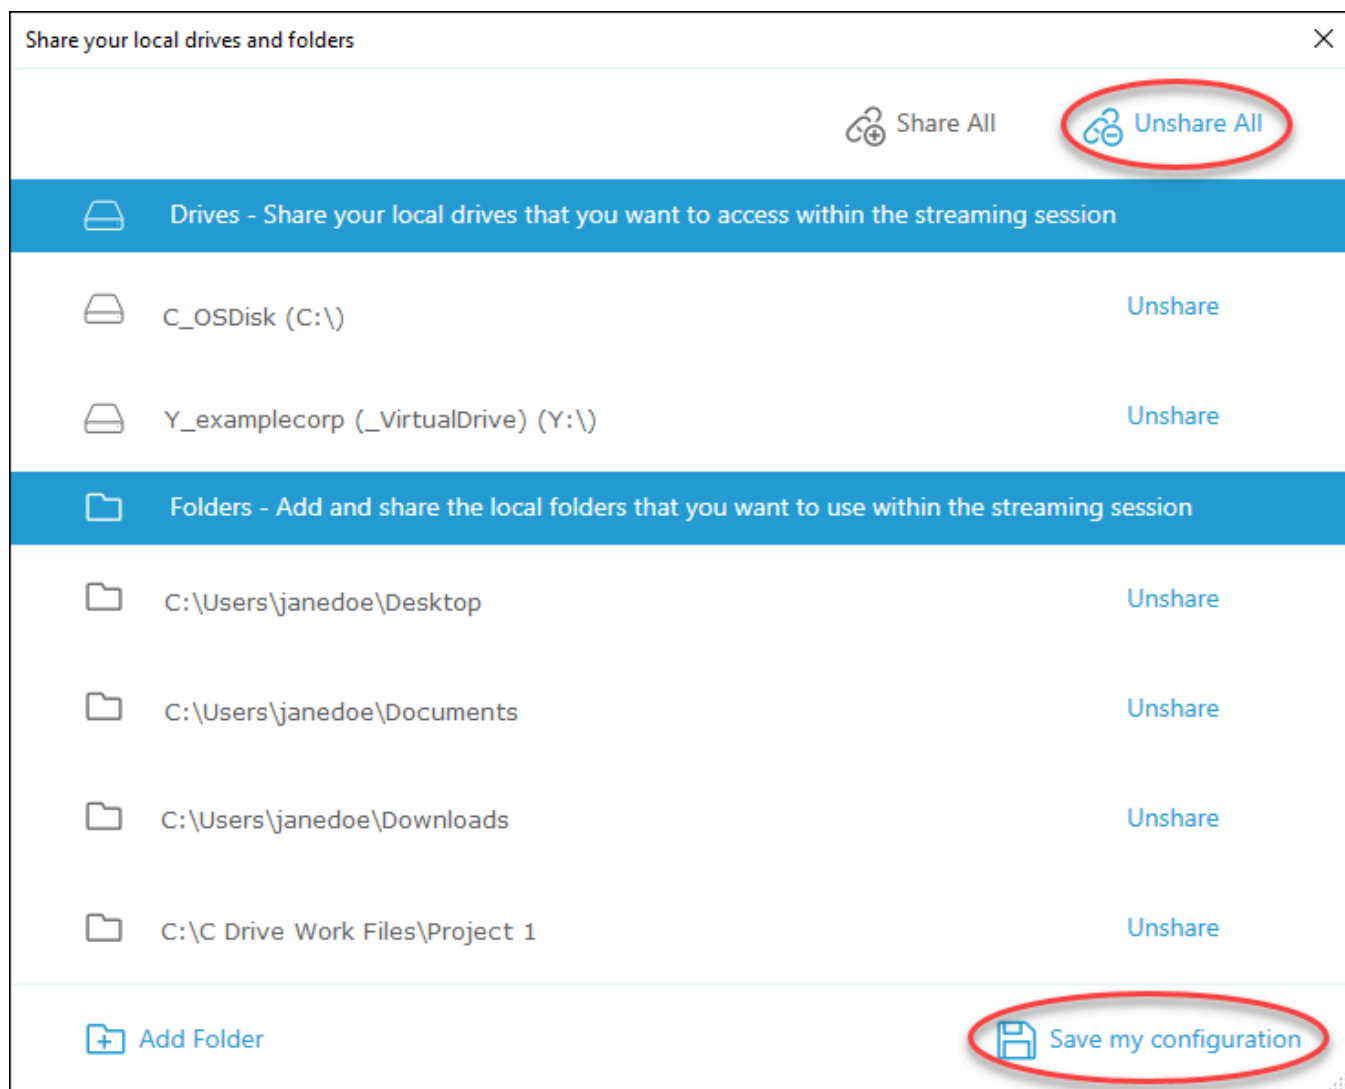 Share your local drives and folders
Share All Unshare All
Drives - Share your local drives that you want to access within the streaming session
C_OSDisk (C:\) Unshare
Y_examplecorp (_VirtualDrive) (Y:\) Unshare
Folders - Add and share the local folders that you want to use within the streaming session
C:\Users\janedoe\Desktop Unshare
C:\Users\janedoe\Documents Unshare
C:\Users\janedoe\Downloads Unshare
C:\C Drive Work Files\Project 1 Unshare
Add Folder Save my configuration